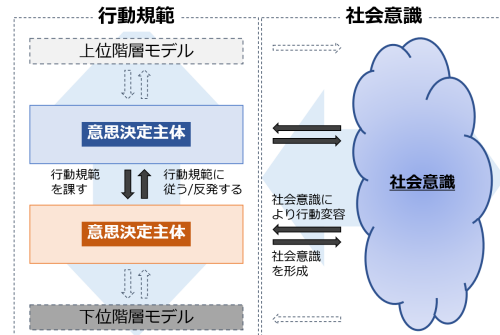 行動規範
社会意識
上位階層モデル
意思決定主体
行動規範
を課す
行動規範に
従う/反発する
意思決定主体
下位階層モデル
社会意識に
より行動変容
社会意識
を形成
社会意識